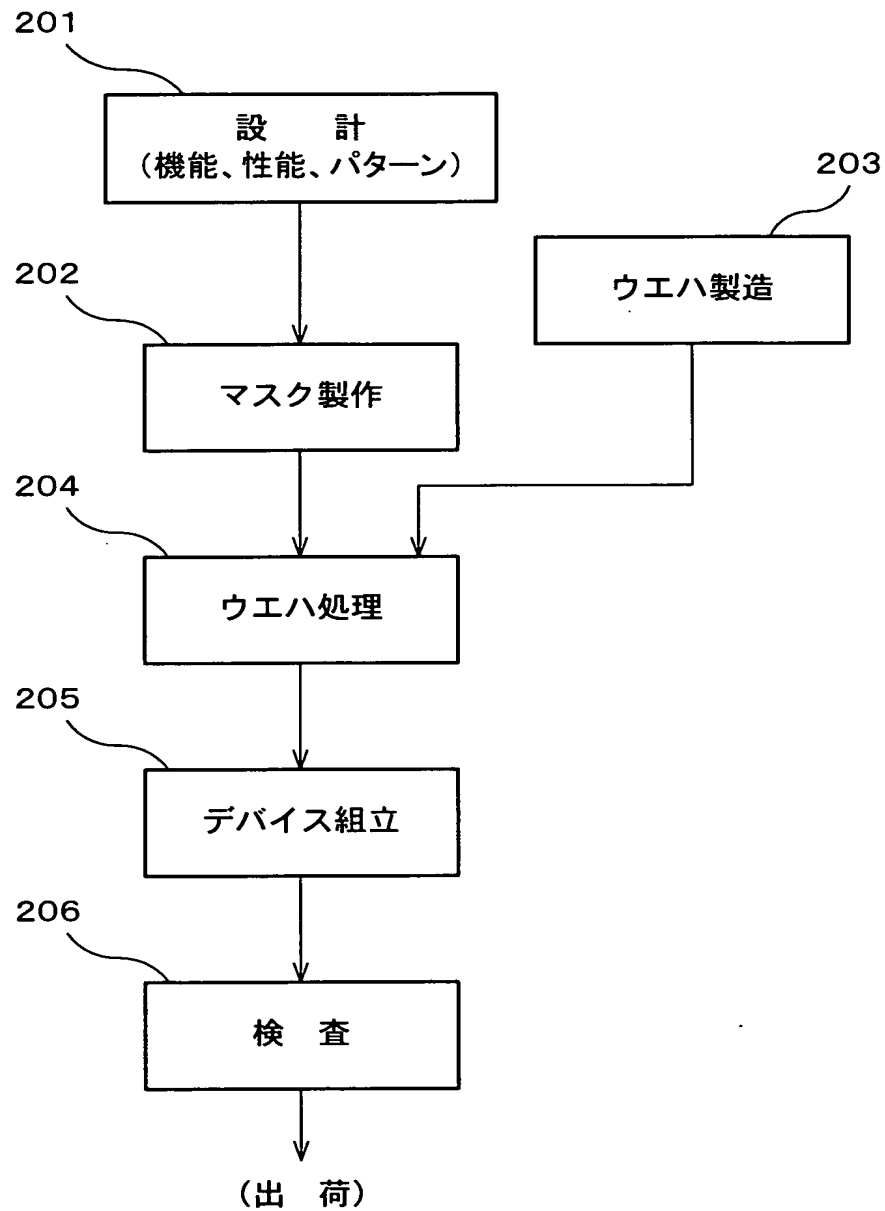 201
設 計
(機能、性能、パターン)
203
ウエハ製造
202
マスク製作
204
ウエハ処理
205
デバイス組立
206
検 査
(出 荷)